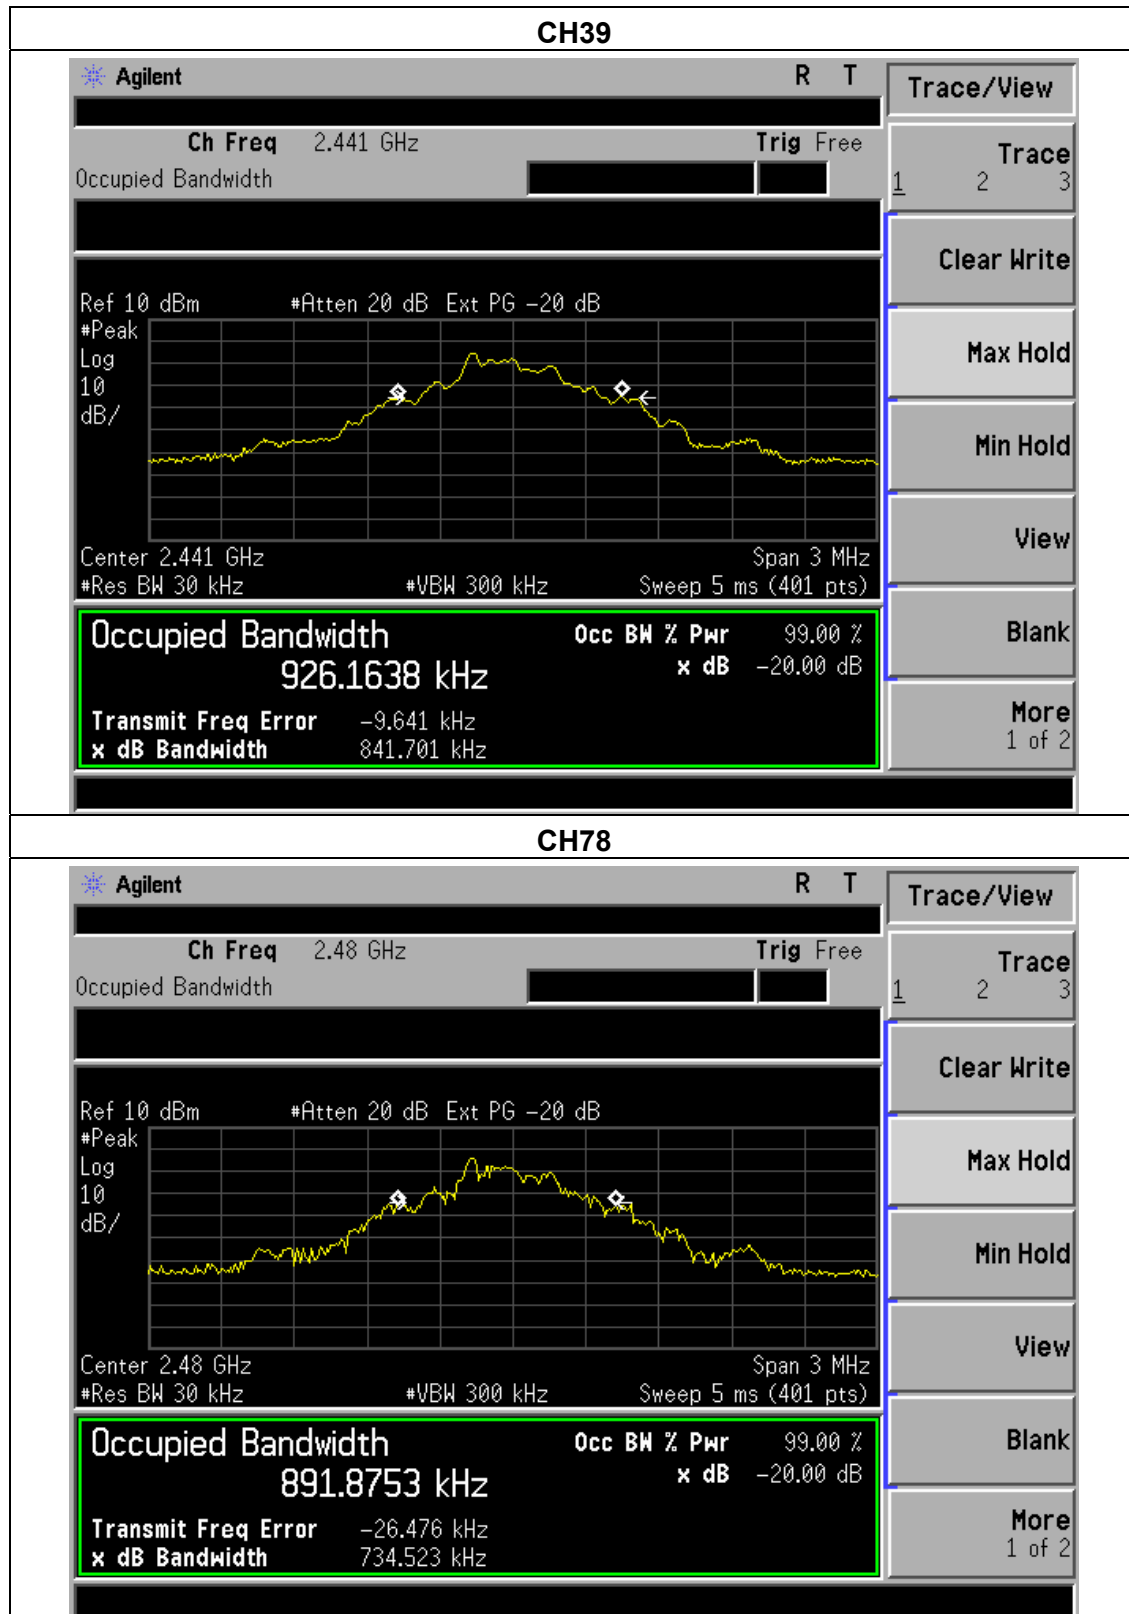 CH39
Agilent R T
Trace/View
Ch Freq 2.441 GHz Trig Free
Occupied Bandwidth
Trace
1 2 3
Clear Write
Max Hold
Min Hold
View
Blank
More
1 of 2
Ref 10 dBm #Atten 20 dB Ext PG -20 dB
#Peak
Log
10
dB/
Center 2.441 GHz Span 3 MHz
#Res BW 30 kHz #VBW 300 kHz Sweep 5 ms (401 pts)
Occupied Bandwidth Occ BW % Pwr 99.00 %
926.1638 kHz x dB -20.00 dB
Transmit Freq Error -9.641 kHz
x dB Bandwidth 841.701 kHz
CH78
Agilent R T
Trace/View
Ch Freq 2.48 GHz Trig Free
Occupied Bandwidth
Trace
1 2 3
Clear Write
Max Hold
Min Hold
View
Blank
More
1 of 2
Ref 10 dBm #Atten 20 dB Ext PG -20 dB
#Peak
Log
10
dB/
Center 2.48 GHz Span 3 MHz
#Res BW 30 kHz #VBW 300 kHz Sweep 5 ms (401 pts)
Occupied Bandwidth Occ BW % Pwr 99.00 %
891.8753 kHz x dB -20.00 dB
Transmit Freq Error -26.476 kHz
x dB Bandwidth 734.523 kHz